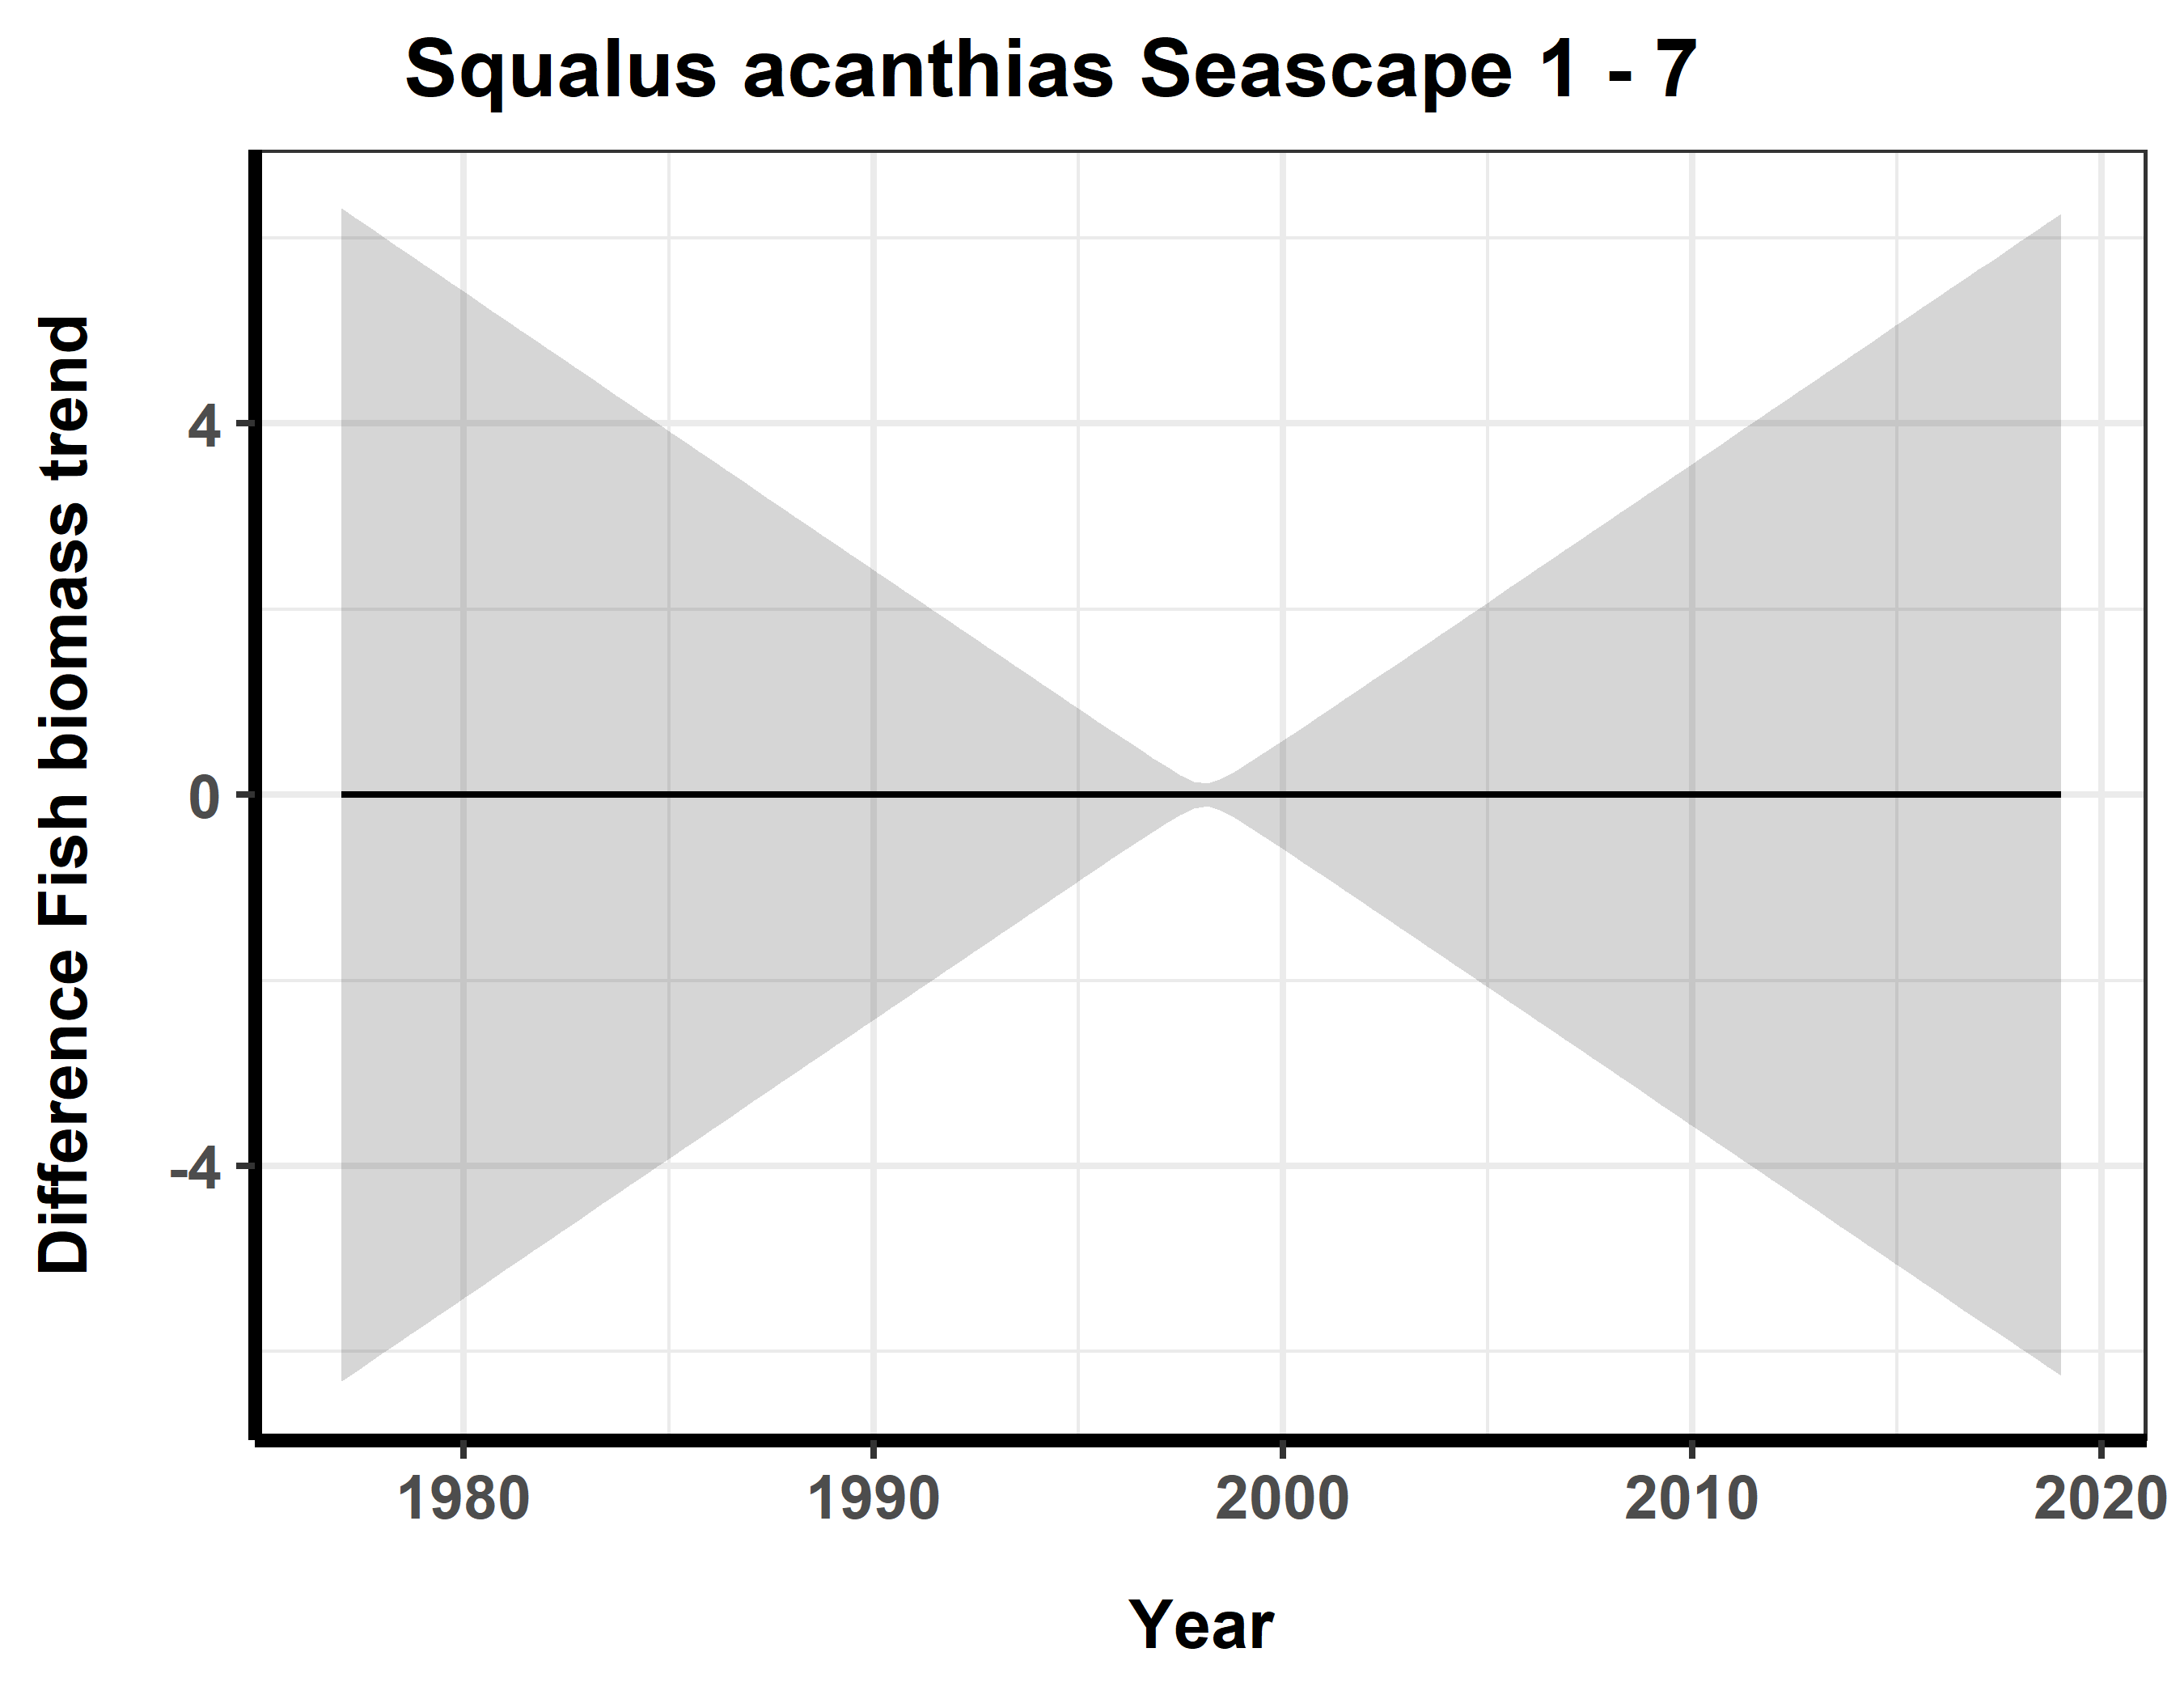 Squalus acanthias Seascape 1 - 7
Difference Fish biomass trend
4
0
-4
1980 1990 2000 2010 2020
Year